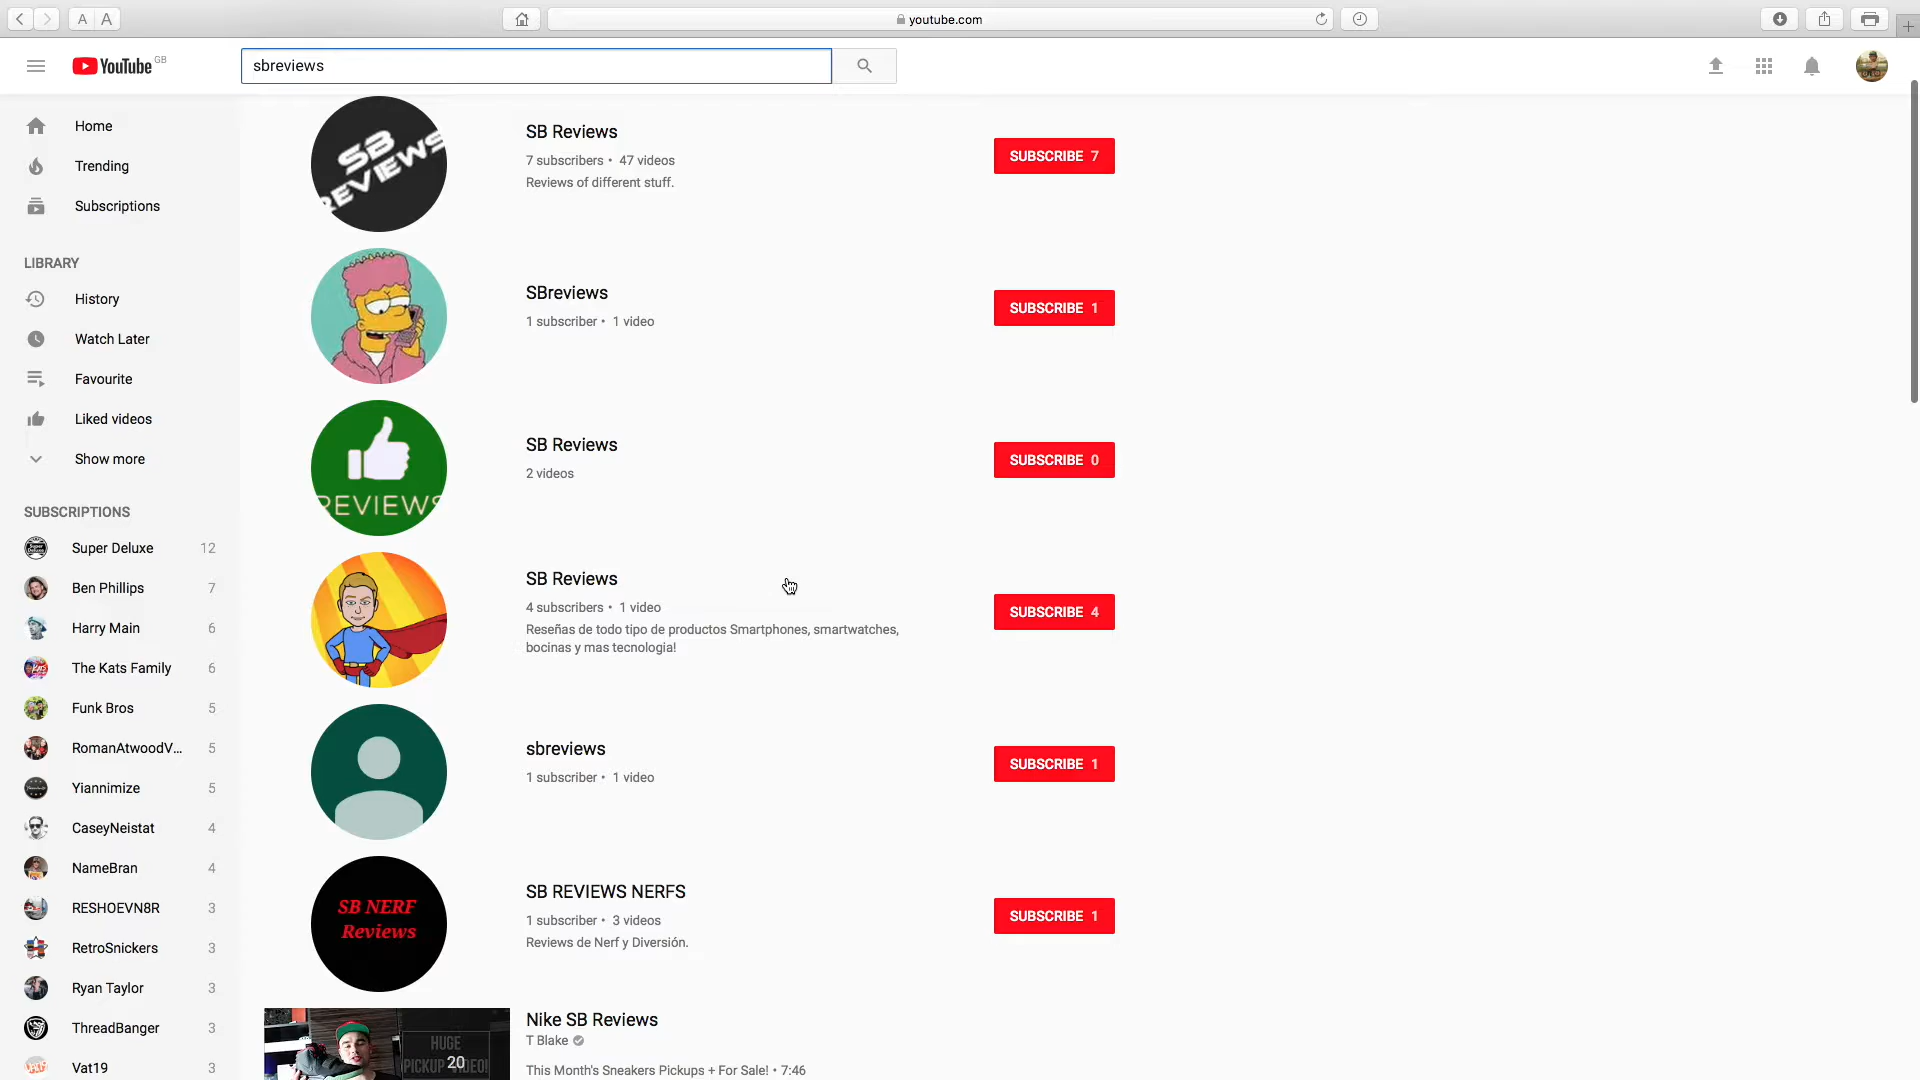 A A
youtube.com
YouTube GB
sbreviews
Home
Trending
Subscriptions
LIBRARY
History
Watch Later
Favourite
Liked videos
Show more
SUBSCRIPTIONS
Super Deluxe 12
Ben Phillips 7
Harry Main 6
The Kats Family 6
Funk Bros 5
RomanAtwoodV... 5
Yiannimize 5
CaseyNeistat 4
NameBran 4
RESHOEVN8R 3
RetroSnickers 3
Ryan Taylor 3
ThreadBanger 3
Vat19 3
SB
REVIEWS
SB Reviews
7 subscribers • 47 videos
Reviews of different stuff.
SUBSCRIBE 7
SBreviews
1 subscriber • 1 video
SUBSCRIBE 1
REVIEWS
SB Reviews
2 videos
SUBSCRIBE 0
SB Reviews
4 subscribers • 1 video
Reseñas de todo tipo de productos Smartphones, smartwatches,
bocinas y mas tecnologia!
SUBSCRIBE 4
sbreviews
1 subscriber • 1 video
SUBSCRIBE 1
SB NERF
Reviews
SB REVIEWS NERFS
1 subscriber • 3 videos
Reviews de Nerf y Diversión.
SUBSCRIBE 1
HUGE
PICKUP VIDEO!
20
Nike SB Reviews
T Blake
This Month's Sneakers Pickups + For Sale! • 7:46